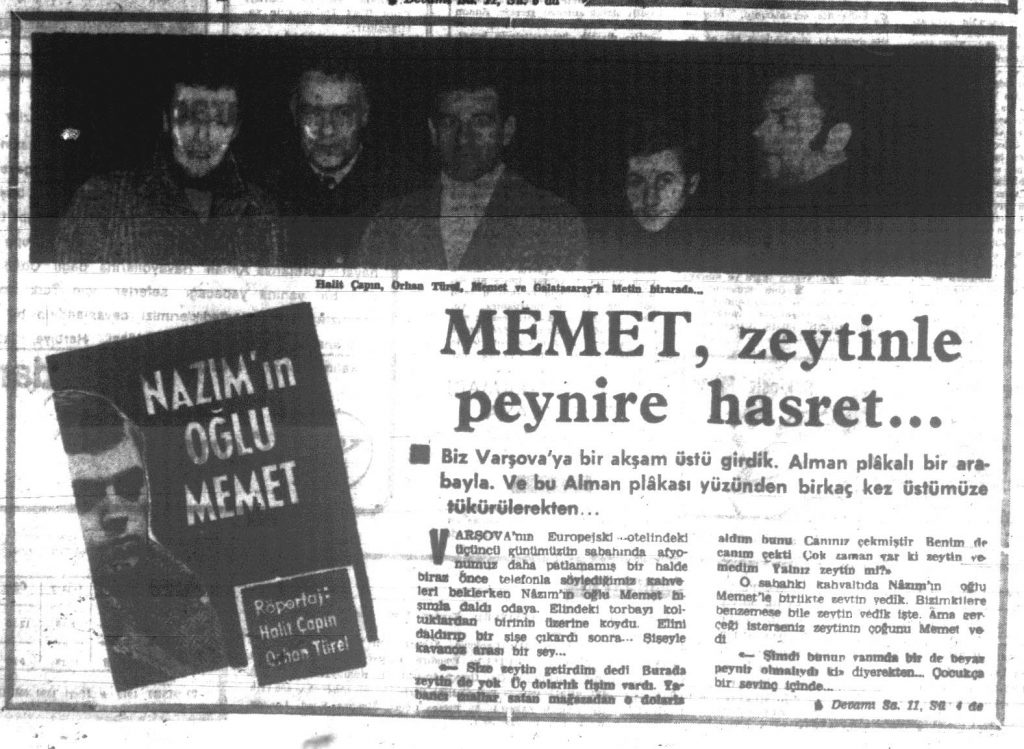 Devamı Sa. 11, Sü. 6 da
Halit Çapın, Orhan Türel, Memet ve Galatasaray'lı Metin birarada...
NAZIM'in
OĞLU
MEMET
Röportaj:
Halit Çapın
Orhan Türel
MEMET, zeytinle
peynire hasret...
Biz Varşova'ya bir akşam üstü girdik. Alman plâkalı bir ara-
bayla. Ve bu Alman plâkası yüzünden birkaç kez üstümüze
tükürülerekten...
VARŞOVA'nın Europejski otelindeki
üçüncü günümüzün sabahında afyo-
numuz daha patlamamış bir halde
biraz önce telefonla söylediğimiz kahve-
leri beklerken Nâzım'ın oğlu Memet hı-
şımla daldı odaya. Elindeki torbayı kol-
tuklardan birinin üzerine koydu. Elini
daldırıp bir şişe çıkardı sonra... Şişeyle
kavanoz arası bir şey...
«— Size zeytin getirdim dedi Burada
zeytin de yok Üç dolarlık fişim vardı. Ya-
bancı mallar satan mağazadan o dolarla
aldım bunu Canınız çekmiştir Benim de
canım çekti Çok zaman var ki zeytin ye-
medim Yalnız zeytin mi?»
O sabahki kahvaltıda Nâzım'ın oğlu
Memet'le birlikte zeytin yedik. Bizimkilere
benzemese bile zeytin yedik işte. Ama ger-
çeği isterseniz zeytinin çoğunu Memet ye-
di
«— Şimdi bunun yanında bir de beyaz
peynir olmalıydı ki» diyerekten... Çocukça
bir sevinç içinde...
Devamı Sa. 11, Sü. 4 de